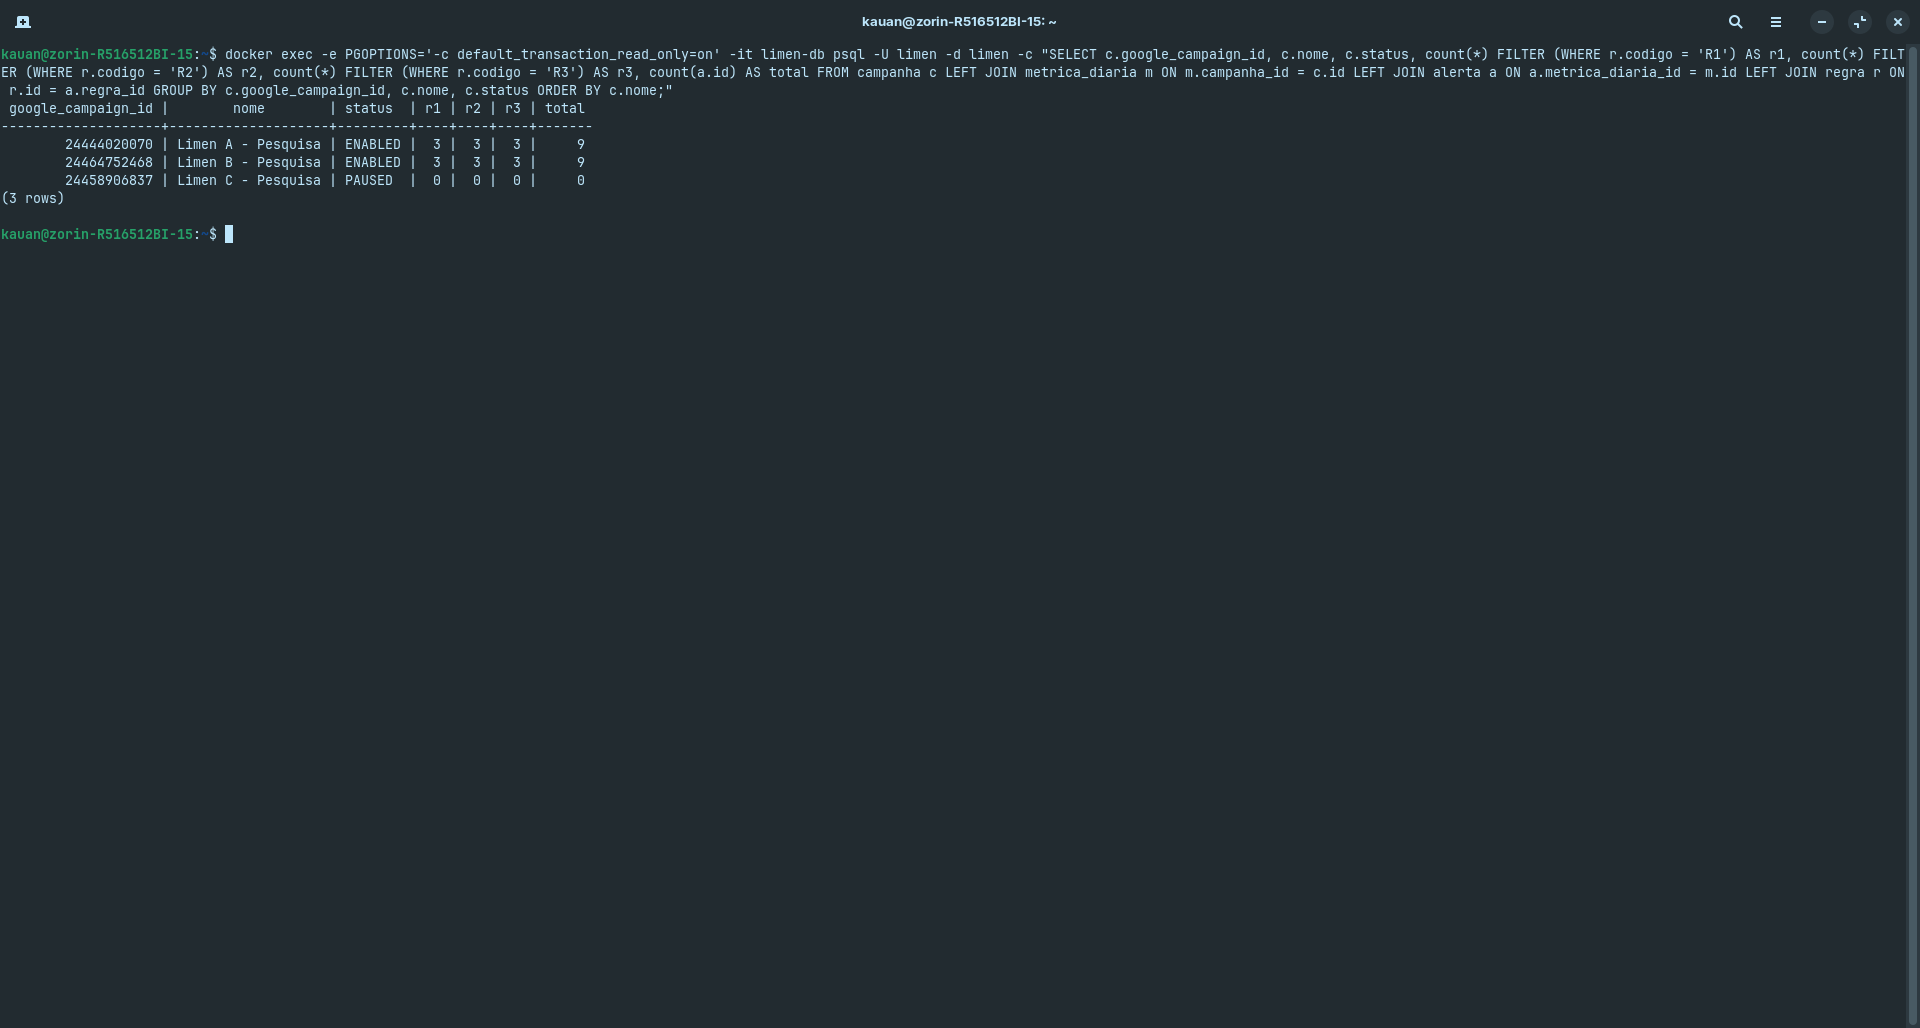 kauan@zorin-R516512BI-15: ~
kauan@zorin-R516512BI-15:~$ docker exec -e PGOPTIONS='-c default_transaction_read_only=on' -it limen-db psql -U limen -d limen -c "SELECT c.google_campaign_id, c.nome, c.status, count(*) FILTER (WHERE r.codigo = 'R1') AS r1, count(*) FILT
ER (WHERE r.codigo = 'R2') AS r2, count(*) FILTER (WHERE r.codigo = 'R3') AS r3, count(a.id) AS total FROM campanha c LEFT JOIN metrica_diaria m ON m.campanha_id = c.id LEFT JOIN alerta a ON a.metrica_diaria_id = m.id LEFT JOIN regra r ON
 r.id = a.regra_id GROUP BY c.google_campaign_id, c.nome, c.status ORDER BY c.nome;"
 google_campaign_id |        nome        | status  | r1 | r2 | r3 | total
--------------------+--------------------+---------+----+----+----+-------
        24444020070 | Limen A - Pesquisa | ENABLED |  3 |  3 |  3 |     9
        24464752468 | Limen B - Pesquisa | ENABLED |  3 |  3 |  3 |     9
        24458906837 | Limen C - Pesquisa | PAUSED  |  0 |  0 |  0 |     0
(3 rows)
kauan@zorin-R516512BI-15:~$